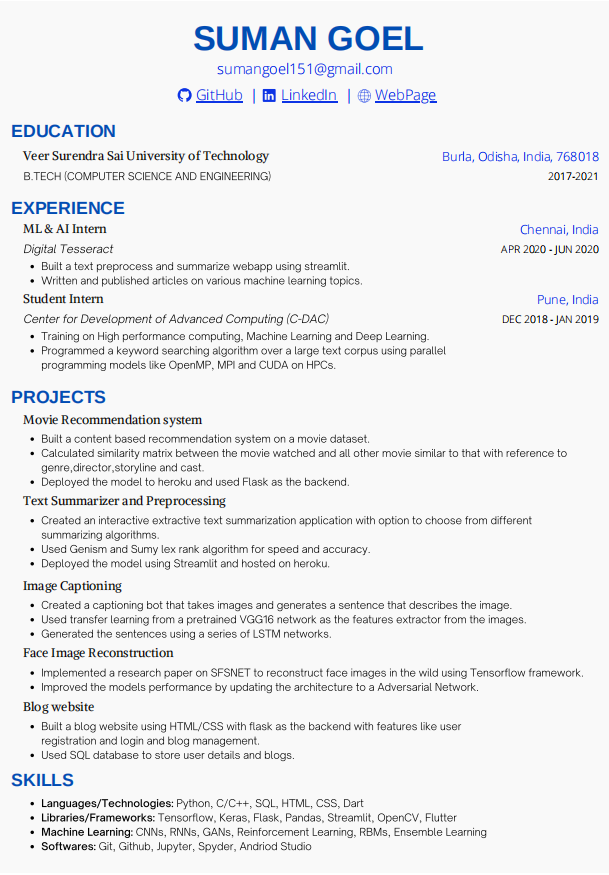 SUMAN GOEL
sumangoel151@gmail.com
GitHub | LinkedIn | WebPage
EDUCATION
Veer Surendra Sai University of Technology Burla, Odisha, India, 768018
B.TECH (COMPUTER SCIENCE AND ENGINEERING) 2017-2021
EXPERIENCE
ML & AI Intern Chennai, India
Digital Tesseract APR 2020 - JUN 2020
• Built a text preprocess and summarize webapp using streamlit.
• Written and published articles on various machine learning topics.
Student Intern Pune, India
Center for Development of Advanced Computing (C-DAC) DEC 2018 - JAN 2019
• Training on High performance computing, Machine Learning and Deep Learning.
• Programmed a keyword searching algorithm over a large text corpus using parallel
programming models like OpenMP, MPI and CUDA on HPCs.
PROJECTS
Movie Recommendation system
• Built a content based recommendation system on a movie dataset.
• Calculated similarity matrix between the movie watched and all other movie similar to that with reference to
genre,director,storyline and cast.
• Deployed the model to heroku and used Flask as the backend.
Text Summarizer and Preprocessing
• Created an interactive extractive text summarization application with option to choose from different
summarizing algorithms.
• Used Genism and Sumy lex rank algorithm for speed and accuracy.
• Deployed the model using Streamlit and hosted on heroku.
Image Captioning
• Created a captioning bot that takes images and generates a sentence that describes the image.
• Used transfer learning from a pretrained VGG16 network as the features extractor from the images.
• Generated the sentences using a series of LSTM networks.
Face Image Reconstruction
• Implemented a research paper on SFSNET to reconstruct face images in the wild using Tensorflow framework.
• Improved the models performance by updating the architecture to a Adversarial Network.
Blog website
• Built a blog website using HTML/CSS with flask as the backend with features like user
registration and login and blog management.
• Used SQL database to store user details and blogs.
SKILLS
• Languages/Technologies: Python, C/C++, SQL, HTML, CSS, Dart
• Libraries/Frameworks: Tensorflow, Keras, Flask, Pandas, Streamlit, OpenCV, Flutter
• Machine Learning: CNNs, RNNs, GANs, Reinforcement Learning, RBMs, Ensemble Learning
• Softwares: Git, Github, Jupyter, Spyder, Andriod Studio